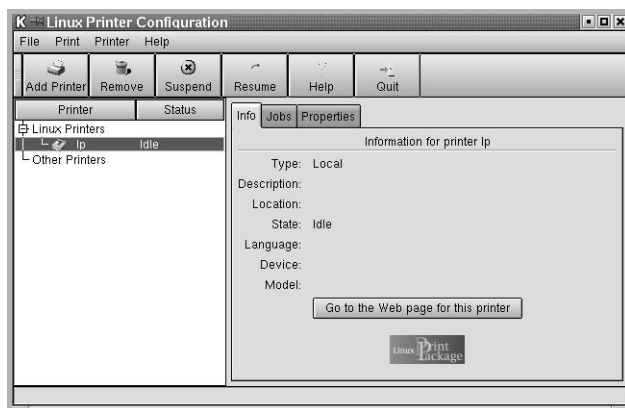 Linux Printer Configuration
File Print Printer Help
Add Printer Remove Suspend Resume Help Quit
Printer Status
Linux Printers
lp Idle
Other Printers
Info Jobs Properties
Information for printer lp
Type: Local
Description:
Location:
State: Idle
Language:
Device:
Model:
Go to the Web page for this printer
Linux Print Package